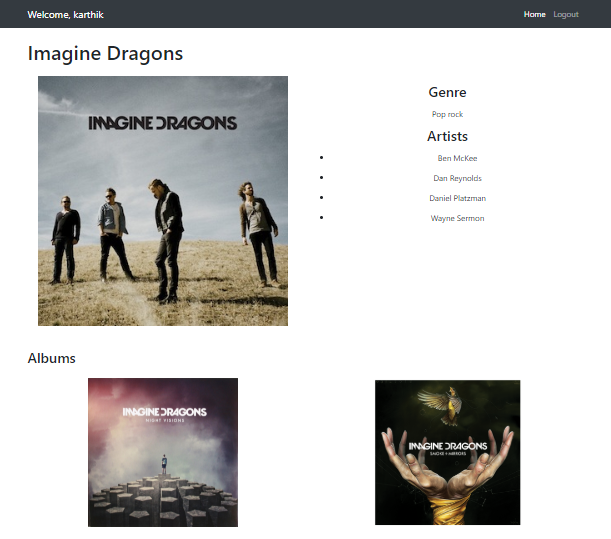 Welcome, karthik
Home Logout
Imagine Dragons
IMAGINE DRAGONS
Genre
Pop rock
Artists
Ben McKee
Dan Reynolds
Daniel Platzman
Wayne Sermon
Albums
IMAGINE DRAGONS
NIGHT VISIONS
IMAGINE DRAGONS
SMOKE + MIRRORS